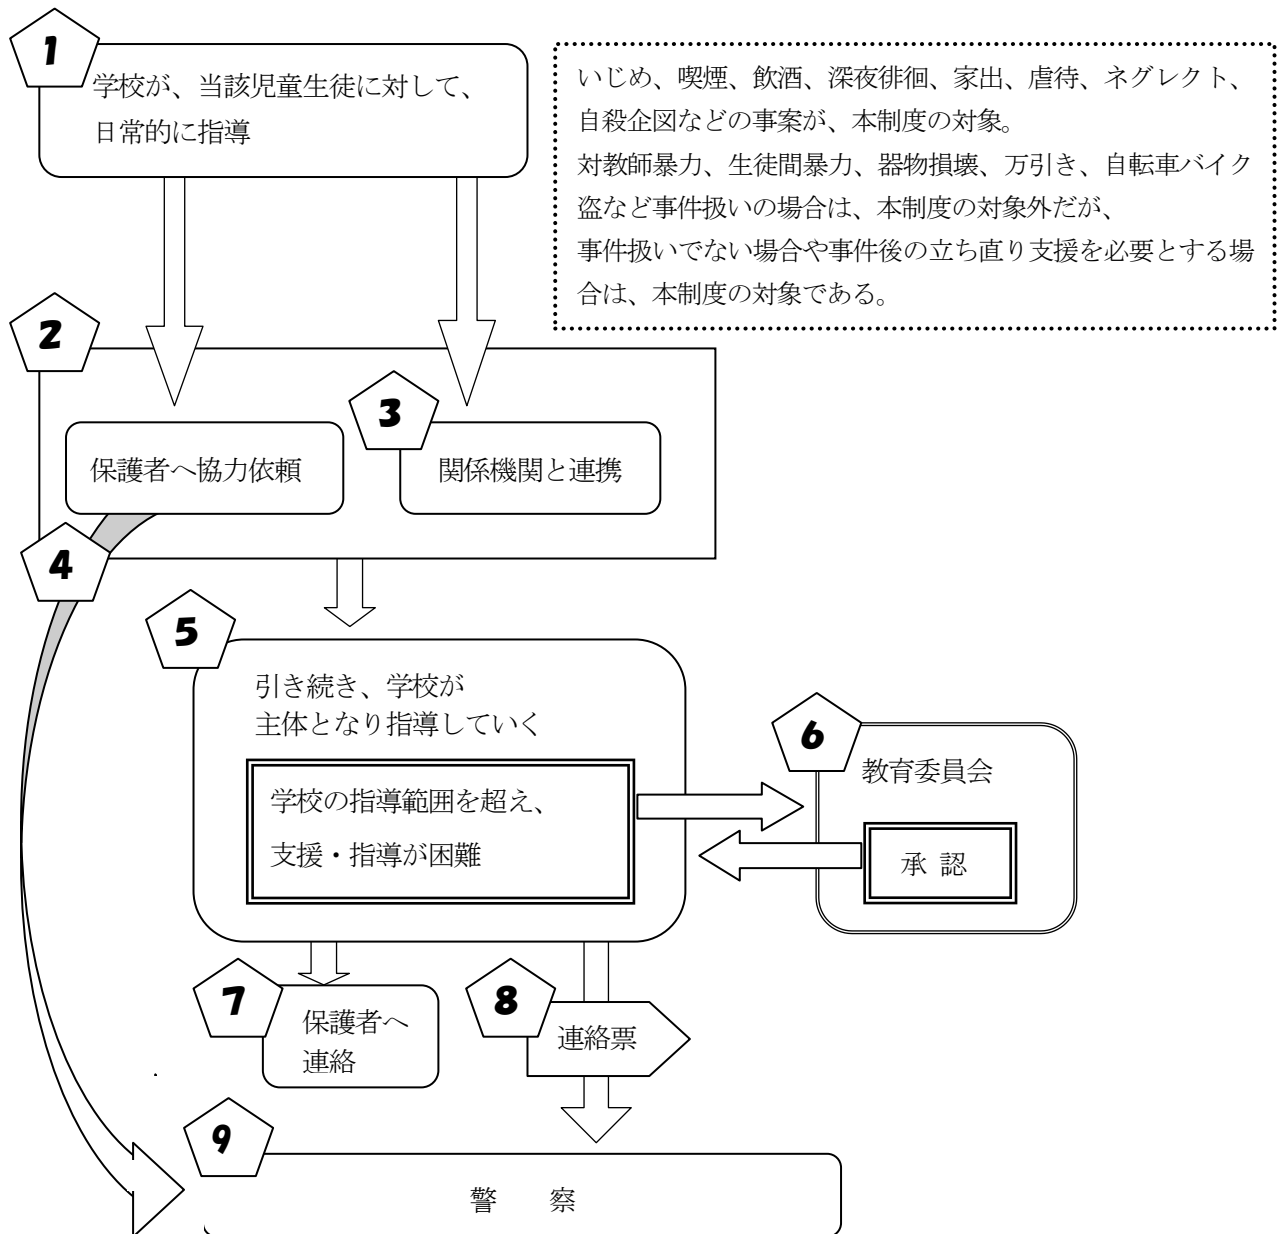 1
学校が、当該児童生徒に対して、
日常的に指導
いじめ、喫煙、飲酒、深夜徘徊、家出、虐待、ネグレクト、
自殺企図などの事案が、本制度の対象。
対教師暴力、生徒間暴力、器物損壊、万引き、自転車バイク
盗など事件扱いの場合は、本制度の対象外だが、
事件扱いでない場合や事件後の立ち直り支援を必要とする場
合は、本制度の対象である。
2
3
保護者へ協力依頼
関係機関と連携
4
5
引き続き、学校が
主体となり指導していく
学校の指導範囲を超え、
支援・指導が困難
6
教育委員会
承 認
7
保護者へ
連絡
8
連絡票
9
警 察